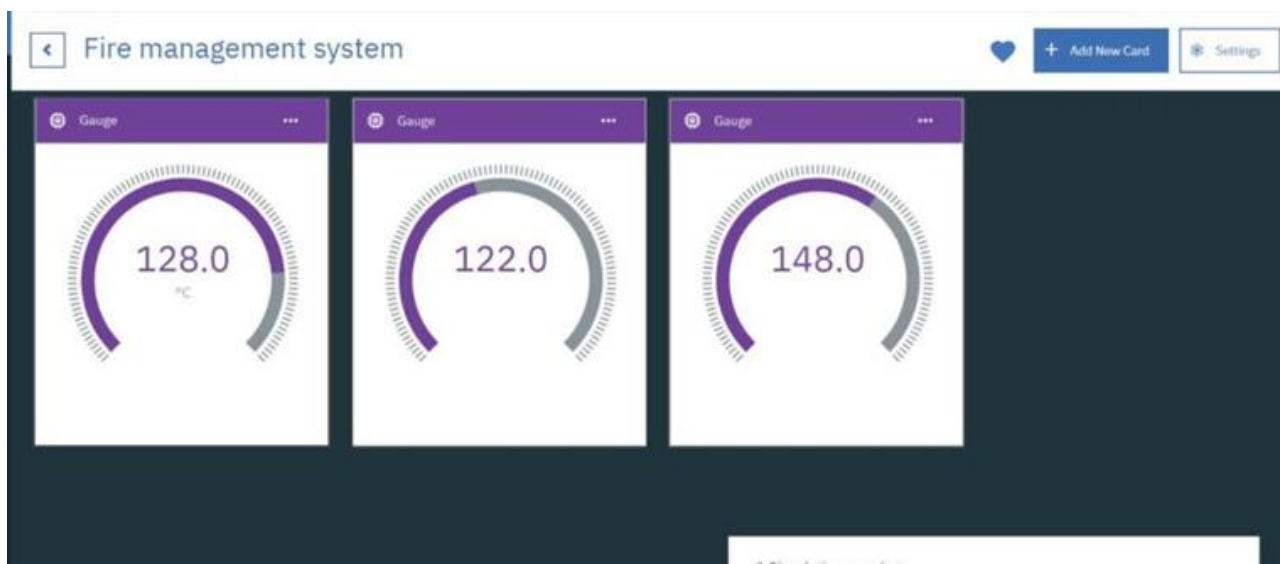 Fire management system
+ Add New Card
Settings
Gauge
Gauge
Gauge
128.0
°C
122.0
148.0